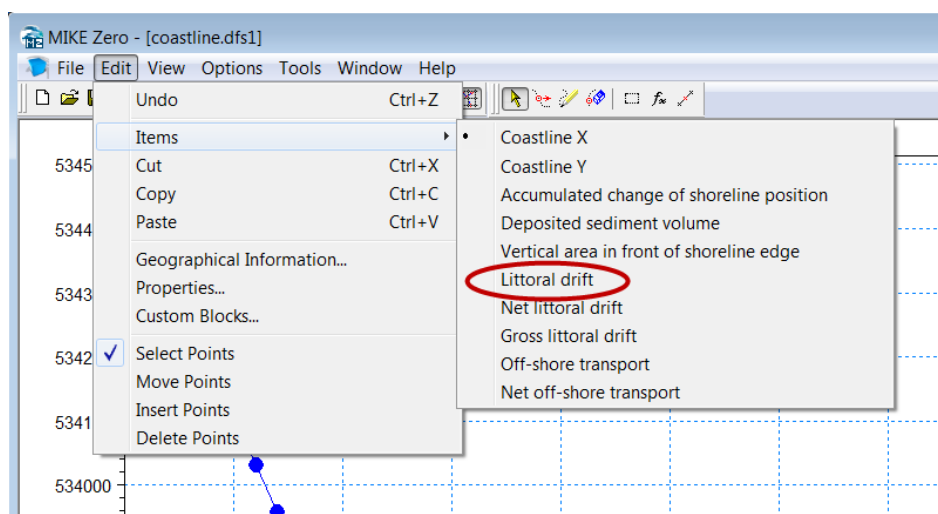 MIKE Zero - [coastline.dfs1]
File Edit View Options Tools Window Help
Undo Ctrl+Z
Items
Cut Ctrl+X
Copy Ctrl+C
Paste Ctrl+V
Geographical Information...
Properties...
Custom Blocks...
Select Points
Move Points
Insert Points
Delete Points
Coastline X
Coastline Y
Accumulated change of shoreline position
Deposited sediment volume
Vertical area in front of shoreline edge
Littoral drift
Net littoral drift
Gross littoral drift
Off-shore transport
Net off-shore transport
5345
5344
5343
5342
5341
534000